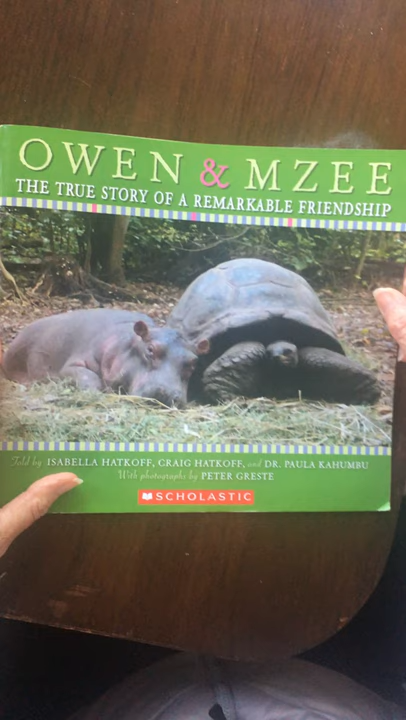 OWEN & MZEE
THE TRUE STORY OF A REMARKABLE FRIENDSHIP
Told by ISABELLA HATKOFF, CRAIG HATKOFF, and DR. PAULA KAHUMBU
With photographs by PETER GRESTE
SCHOLASTIC